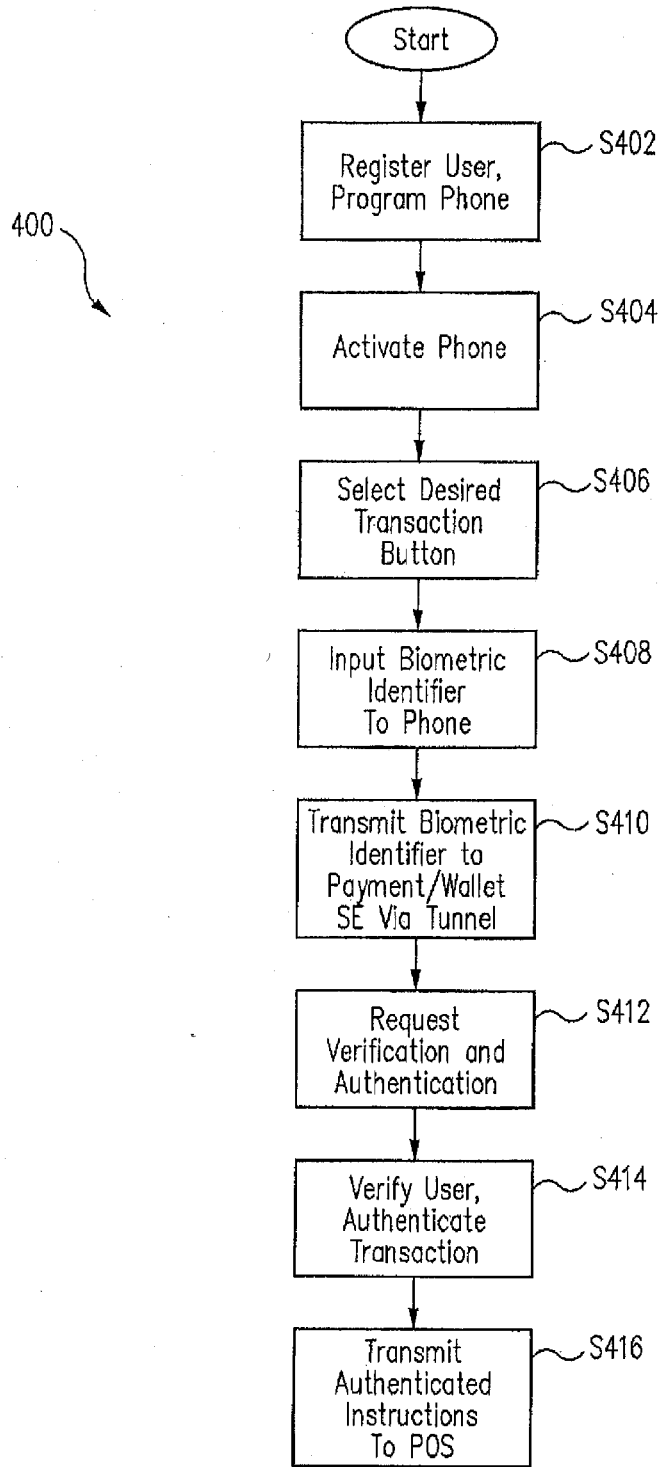 Start
S402
Register User,
Program Phone
400
S404
Activate Phone
S406
Select Desired
Transaction
Button
S408
Input Biometric
Identifier
To Phone
S410
Transmit Biometric
Identifier to
Payment/Wallet
SE Via Tunnel
S412
Request
Verification and
Authentication
S414
Verify User,
Authenticate
Transaction
S416
Transmit
Authenticated
Instructions
To POS